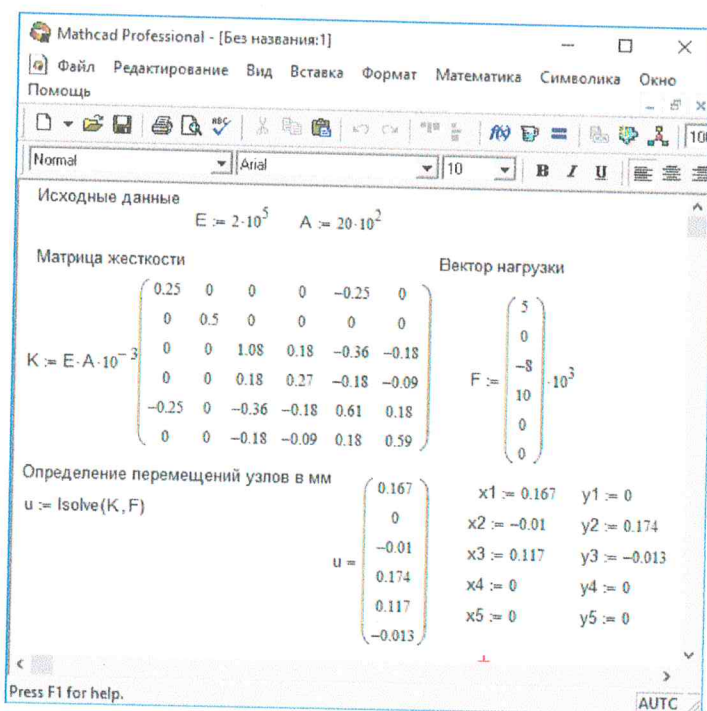 Mathcad Professional - [Без названия:1]
Файл Редактирование Вид Вставка Формат Математика Символика Окно
Помощь
Normal Arial 10 B I U
Исходные данные
E := 2·10^5 A := 20·10^2
Матрица жесткости Вектор нагрузки
K := E·A·10^-3
0.25 0 0 0 -0.25 0
0 0.5 0 0 0 0
0 0 1.08 0.18 -0.36 -0.18
0 0 0.18 0.27 -0.18 -0.09
-0.25 0 -0.36 -0.18 0.61 0.18
0 0 -0.18 -0.09 0.18 0.59
F :=
5
0
-8
10
0
0
·10^3
Определение перемещений узлов в мм
u := lsolve(K,F)
u =
0.167
0
-0.01
0.174
0.117
-0.013
x1 := 0.167 y1 := 0
x2 := -0.01 y2 := 0.174
x3 := 0.117 y3 := -0.013
x4 := 0 y4 := 0
x5 := 0 y5 := 0
Press F1 for help. AUTC